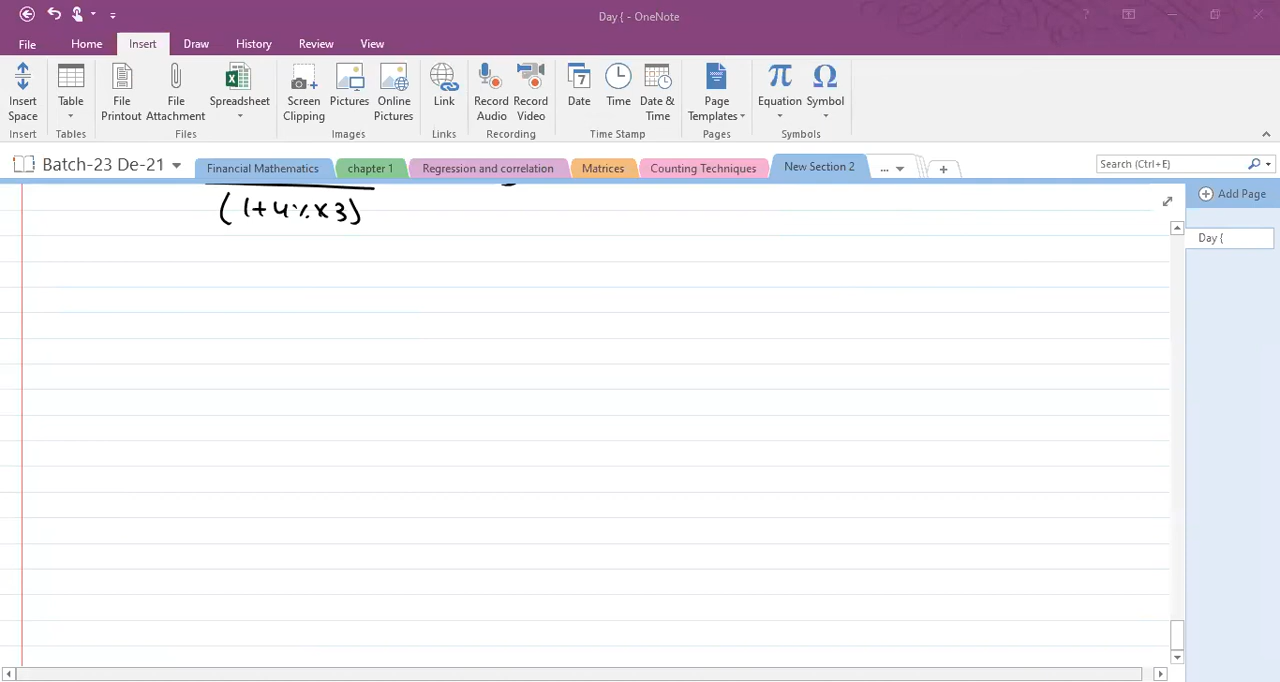 Day { - OneNote
File Home Insert Draw History Review View
Insert Space Table File Printout File Attachment Spreadsheet Screen Clipping Pictures Online Pictures Link Record Audio Record Video Date Time Date & Time Page Templates Equation Symbol
Insert Tables Files Images Links Recording Time Stamp Pages Symbols
Batch-23 De-21 Financial Mathematics chapter 1 Regression and correlation Matrices Counting Techniques New Section 2 ... + Search (Ctrl+E)
Add Page
(1+4%×3)
Day {